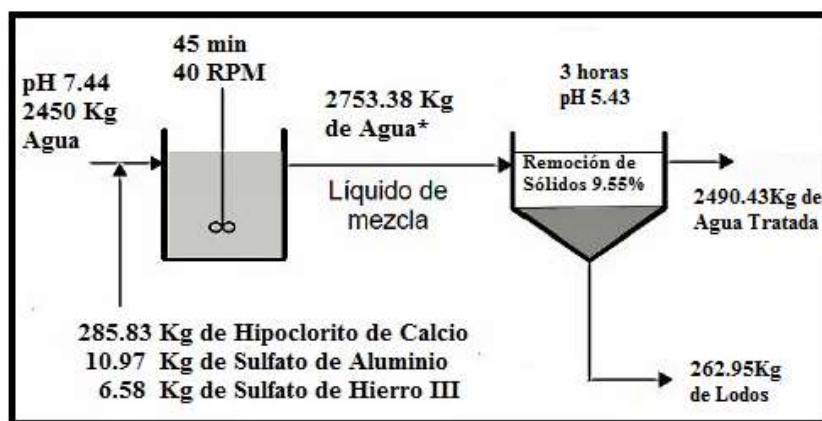 45 min
40 RPM
pH 7.44
2450 Kg
Agua
2753.38 Kg
de Agua*
Líquido de
mezcla
3 horas
pH 5.43
Remoción de
Sólidos 9.55%
2490.43Kg de
Agua Tratada
285.83 Kg de Hipoclorito de Calcio
10.97 Kg de Sulfato de Aluminio
6.58 Kg de Sulfato de Hierro III
262.95Kg
de Lodos